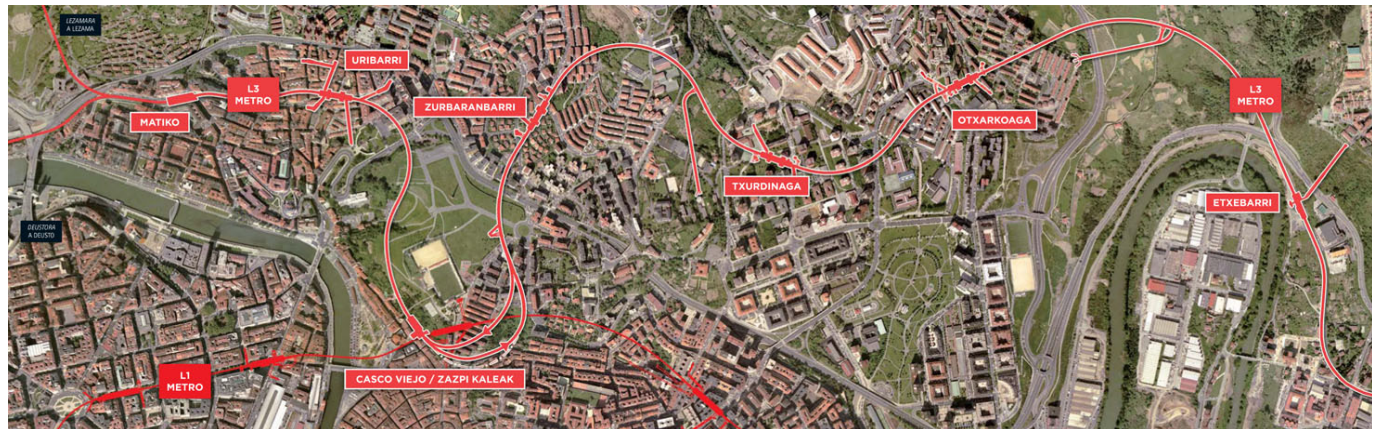 LEZAMARA
A LEZAMA
URIBARRI
L3
METRO
ZURBARANBARRI
MATIKO
OTXARKOAGA
L3
METRO
TXURDINAGA
ETXEBARRI
DEUSTORA
A DEUSTO
L1
METRO
CASCO VIEJO / ZAZPI KALEAK